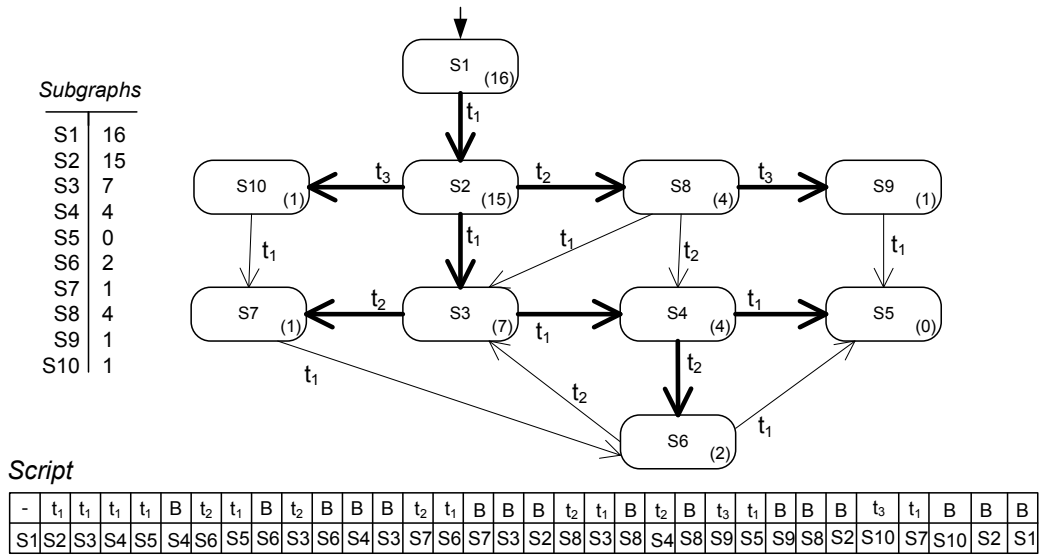 Subgraphs
S1 16
S2 15
S3 7
S4 4
S5 0
S6 2
S7 1
S8 4
S9 1
S10 1
S1 (16)
t₁
S10 (1)
t₃
S2 (15)
t₂
S8 (4)
t₃
S9 (1)
t₁
t₁
t₁
t₂
t₁
S7 (1)
t₂
S3 (7)
t₁
S4 (4)
t₁
S5 (0)
t₁
t₂
t₂
t₁
S6 (2)
Script
- t₁ t₁ t₁ t₁ B t₂ t₁ B t₂ B B B t₂ t₁ B B B t₂ t₁ B t₂ B t₃ t₁ B B B t₃ t₁ B B B
S1 S2 S3 S4 S5 S4 S6 S5 S6 S3 S6 S4 S3 S7 S6 S7 S3 S2 S8 S3 S8 S4 S8 S9 S5 S9 S8 S2 S10 S7 S10 S2 S1